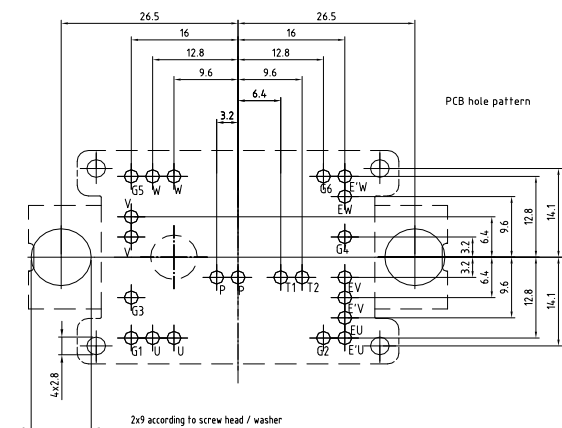 26.5 26.5
16 16
12.8 12.8
9.6 9.6
6.4
3.2
PCB hole pattern
G5 W W G6 E'W
V EW
V G4
P P T1 T2 EV
G3 E'V
EU
G1 U U G2 E'U
3.2 6.4 9.6 12.8 14.1
3.2 6.4 9.6 12.8 14.1
4x2.8
2x9 according to screw head / washer